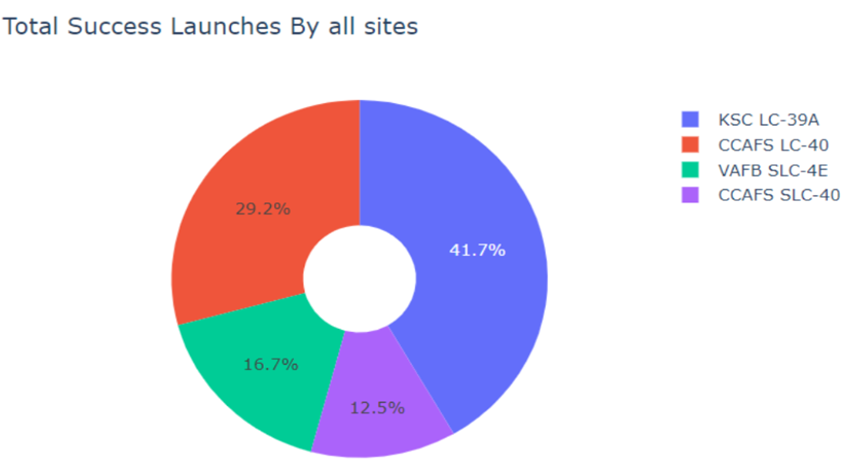 Total Success Launches By all sites
KSC LC-39A
CCAFS LC-40
VAFB SLC-4E
CCAFS SLC-40
29.2%
41.7%
16.7%
12.5%